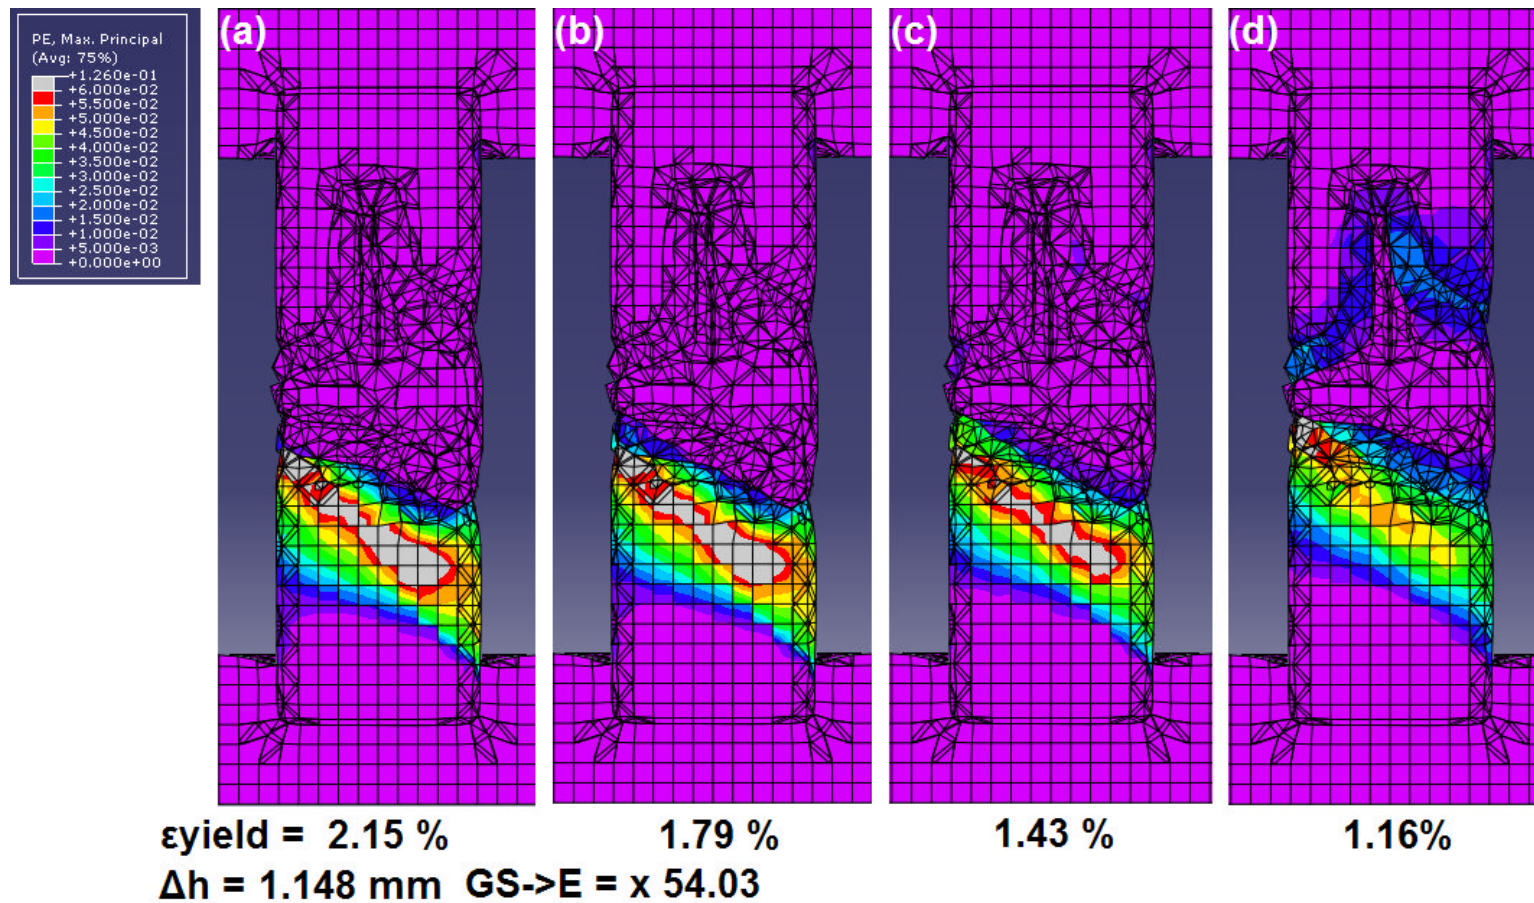 PE, Max. Principal
(Avg: 75%)
+1.260e-01
+6.000e-02
+5.500e-02
+5.000e-02
+4.500e-02
+4.000e-02
+3.500e-02
+3.000e-02
+2.500e-02
+2.000e-02
+1.500e-02
+1.000e-02
+5.000e-03
+0.000e+00
(a) (b) (c) (d)
εyield = 2.15 % 1.79 % 1.43 % 1.16%
Δh = 1.148 mm GS->E = x 54.03